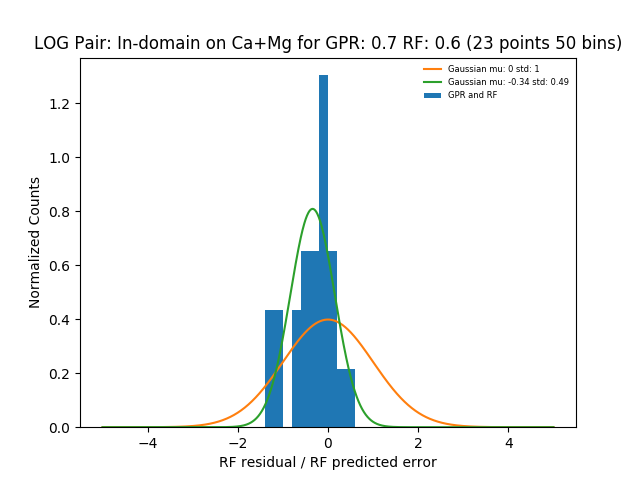 LOG Pair: In-domain on Ca+Mg for GPR: 0.7 RF: 0.6 (23 points 50 bins)
Gaussian mu: 0 std: 1
Gaussian mu: -0.34 std: 0.49
GPR and RF
Normalized Counts
1.2
1.0
0.8
0.6
0.4
0.2
0.0
−4 −2 0 2 4
RF residual / RF predicted error